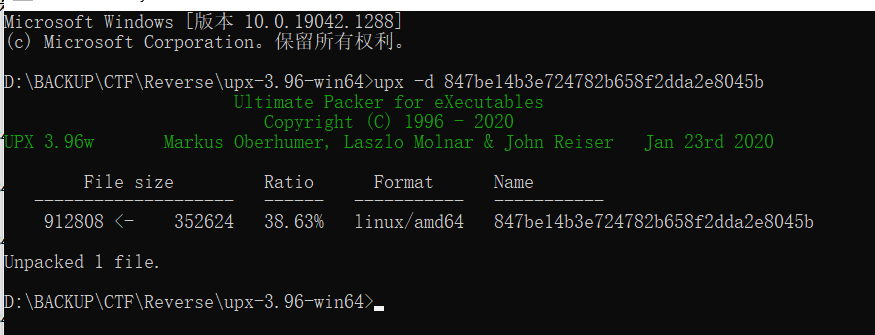 Microsoft Windows [版本 10.0.19042.1288]
(c) Microsoft Corporation。保留所有权利。
D:\BACKUP\CTF\Reverse\upx-3.96-win64>upx -d 847be14b3e724782b658f2dda2e8045b
Ultimate Packer for eXecutables
Copyright (C) 1996 - 2020
UPX 3.96w Markus Oberhumer, Laszlo Molnar & John Reiser Jan 23rd 2020
File size Ratio Format Name
-------------------- ------ ----------- -----------
912808 <- 352624 38.63% linux/amd64 847be14b3e724782b658f2dda2e8045b
Unpacked 1 file.
D:\BACKUP\CTF\Reverse\upx-3.96-win64>